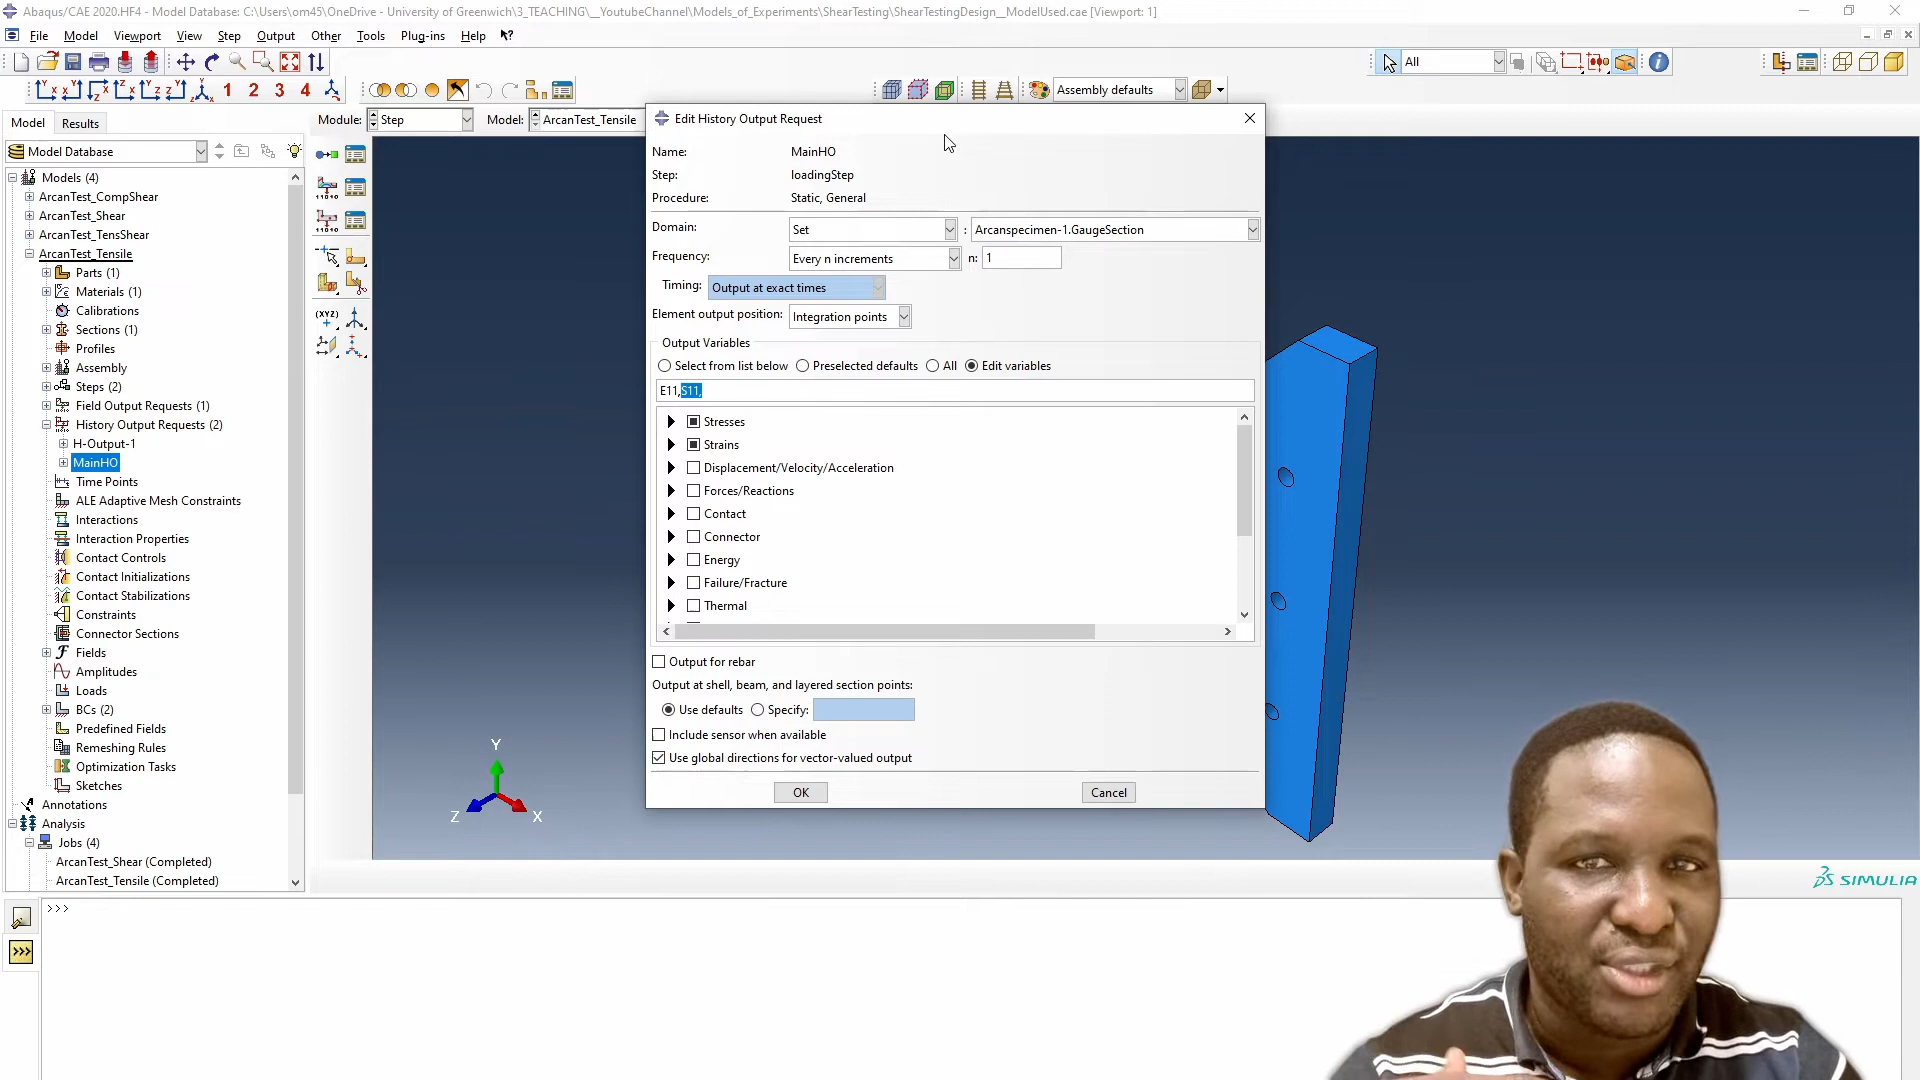 Abaqus/CAE 2020.HF4 - Model Database: C:\Users\om45\OneDrive - University of Greenwich\3_TEACHING\__YoutubeChannel\Models_of_Experiments\ShearTesting\ShearTestingDesign__ModelUsed.cae [Viewport: 1]
File Model Viewport View Step Output Other Tools Plug-ins Help
All
1 2 3 4
Assembly defaults
Model Results
Module: Step Model: ArcanTest_Tensile
Model Database
Models (4)
ArcanTest_CompShear
ArcanTest_Shear
ArcanTest_TensShear
ArcanTest_Tensile
Parts (1)
Materials (1)
Calibrations
Sections (1)
Profiles
Assembly
Steps (2)
Field Output Requests (1)
History Output Requests (2)
H-Output-1
MainHO
Time Points
ALE Adaptive Mesh Constraints
Interactions
Interaction Properties
Contact Controls
Contact Initializations
Contact Stabilizations
Constraints
Connector Sections
Fields
Amplitudes
Loads
BCs (2)
Predefined Fields
Remeshing Rules
Optimization Tasks
Sketches
Annotations
Analysis
Jobs (4)
ArcanTest_Shear (Completed)
ArcanTest_Tensile (Completed)
(XYZ)
Edit History Output Request
Name: MainHO
Step: loadingStep
Procedure: Static, General
Domain: Set : Arcanspecimen-1.GaugeSection
Frequency: Every n increments n: 1
Timing: Output at exact times
Element output position: Integration points
Output Variables
Select from list below Preselected defaults All Edit variables
E11,S11,
Stresses
Strains
Displacement/Velocity/Acceleration
Forces/Reactions
Contact
Connector
Energy
Failure/Fracture
Thermal
Output for rebar
Output at shell, beam, and layered section points:
Use defaults Specify:
Include sensor when available
Use global directions for vector-valued output
OK Cancel
Y
Z X
SIMULIA
>>>
>>>